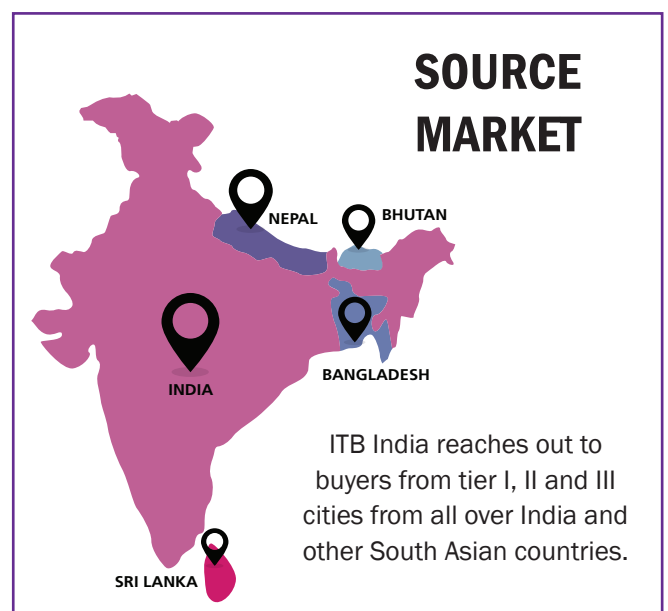 SOURCE
MARKET
NEPAL
BHUTAN
INDIA
BANGLADESH
ITB India reaches out to
buyers from tier I, II and III
cities from all over India and
other South Asian countries.
SRI LANKA